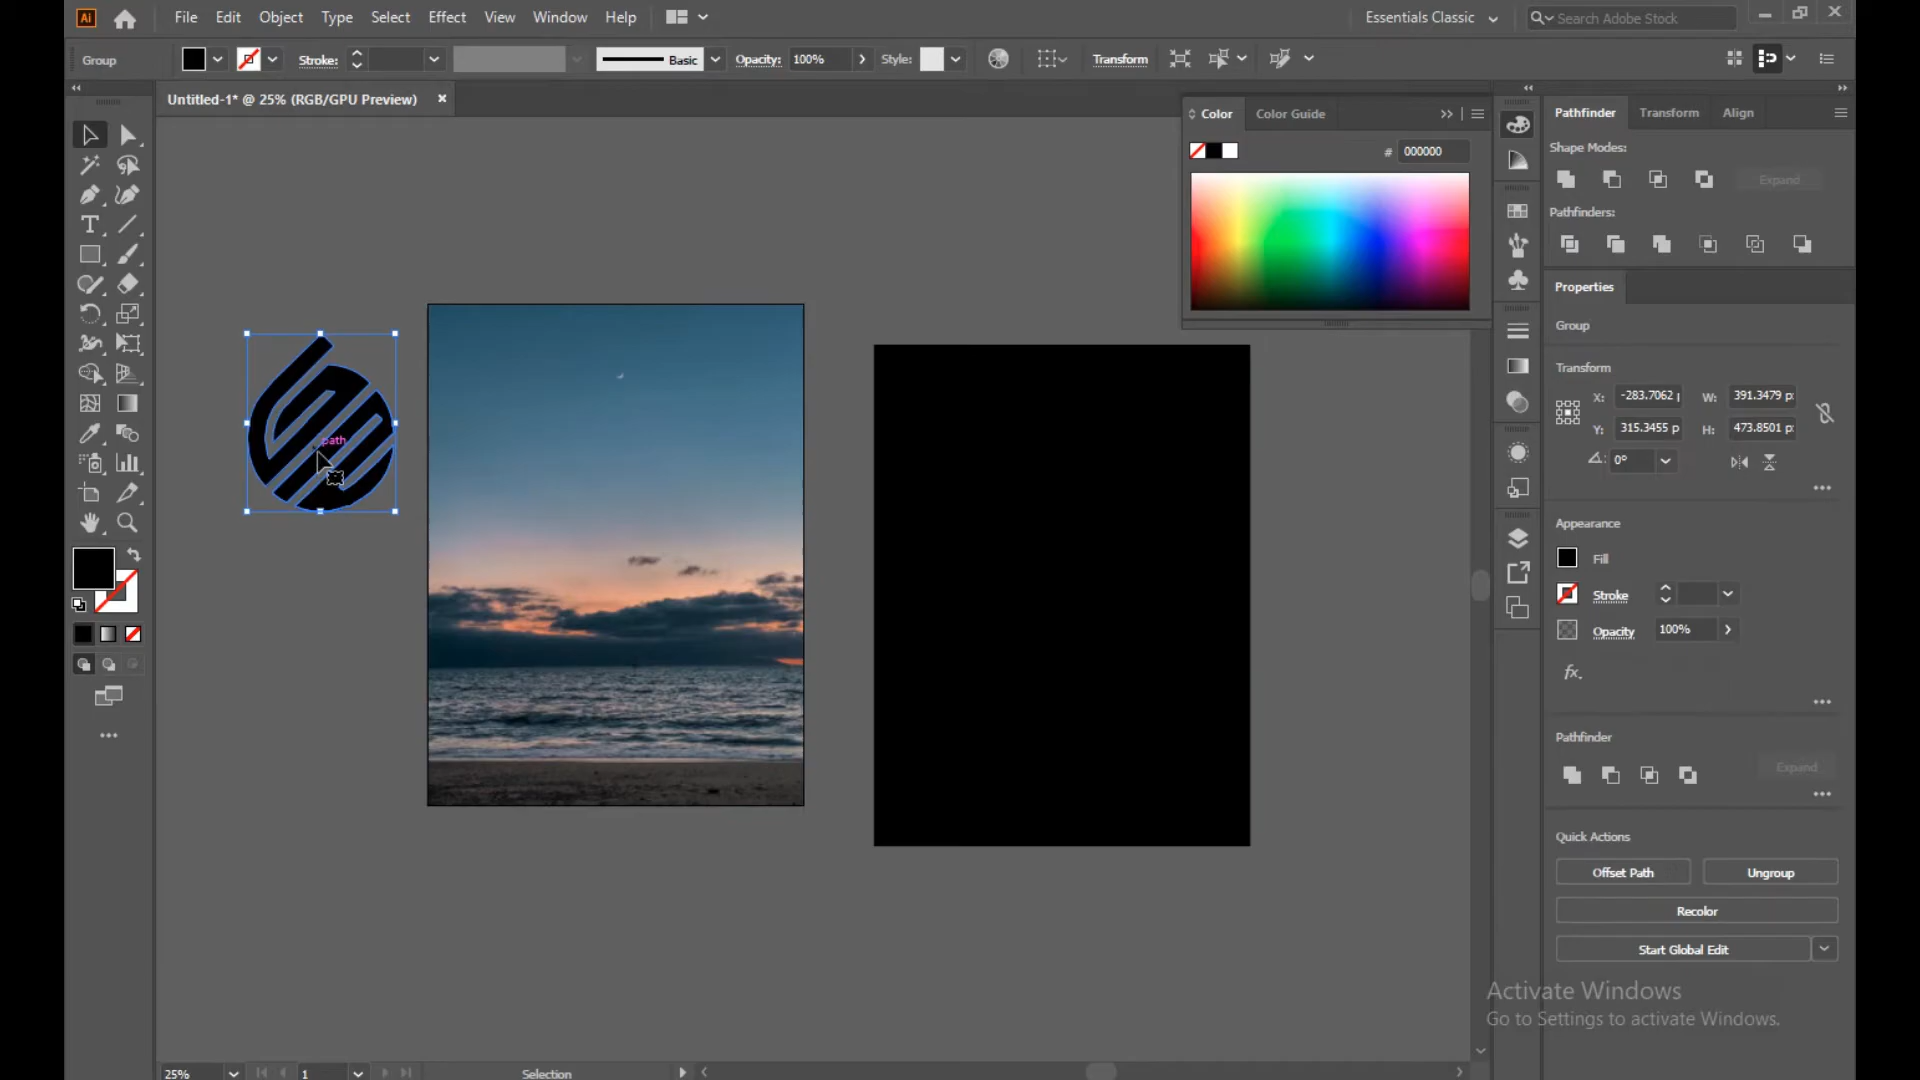 Ai File Edit Object Type Select Effect View Window Help Essentials Classic Search Adobe Stock
Group Stroke: Basic Opacity: 100% Style: Transform
Untitled-1* @ 25% (RGB/GPU Preview)
Color Color Guide
# 000000
Pathfinder Transform Align
Shape Modes:
Expand
Pathfinders:
Properties
Group
Transform
X: -283.7062 W: 391.3479 p
Y: 315.3455 p H: 473.8501 p
0°
Appearance
Fill
Stroke
Opacity 100%
fx.
Pathfinder
Expand
Quick Actions
Offset Path Ungroup
Recolor
Start Global Edit
path
T
Activate Windows
Go to Settings to activate Windows.
25% 1 Selection